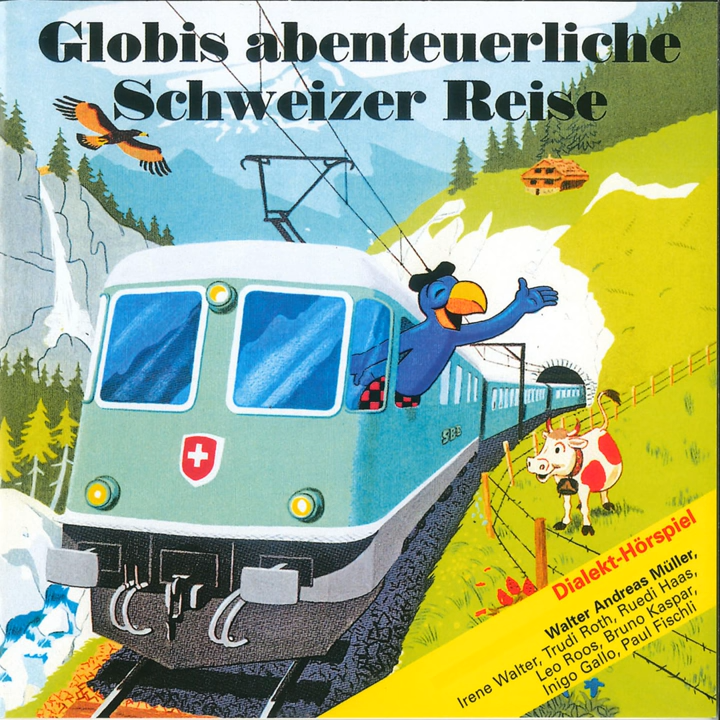 Globis abenteuerliche
Schweizer Reise
SBB
Dialekt-Hörspiel
Walter Andreas Müller,
Irene Walter, Trudi Roth, Ruedi Haas,
Leo Roos, Bruno Kaspar,
Inigo Gallo, Paul Fischli